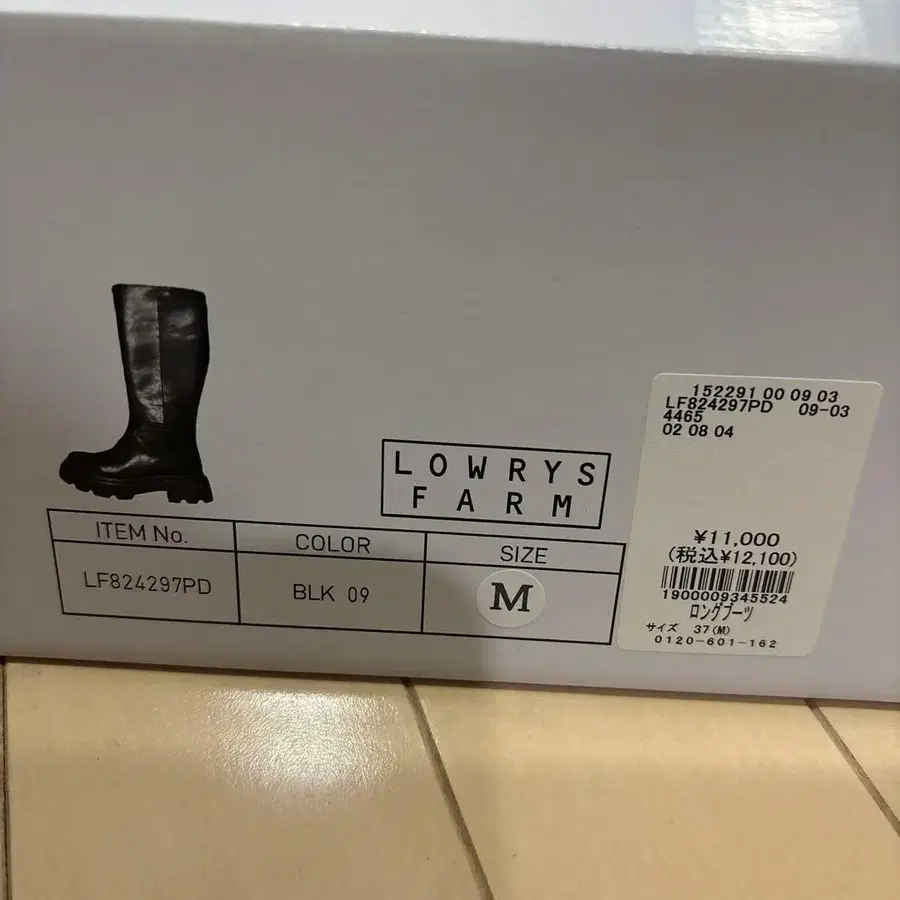 LOWRYS
FARM
ITEM No. COLOR SIZE
LF824297PD BLK 09 M
152291 00 09 03
LF824297PD 09-03
4465
02 08 04
¥11,000
(税込¥12,100)
1900009345524
ロングブーツ
サイズ 37(M)
0120-601-162